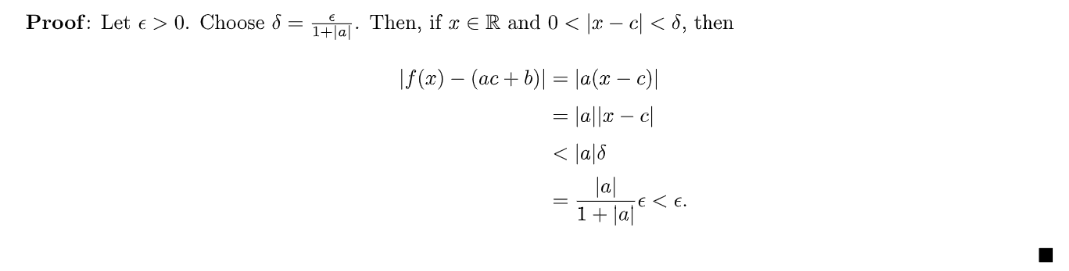 Proof: Let ϵ > 0. Choose δ = ϵ/(1+|a|). Then, if x ∈ ℝ and 0 < |x − c| < δ, then
|f(x) − (ac + b)| = |a(x − c)|
= |a||x − c|
< |a|δ
= |a|/(1 + |a|) ϵ < ϵ.
■